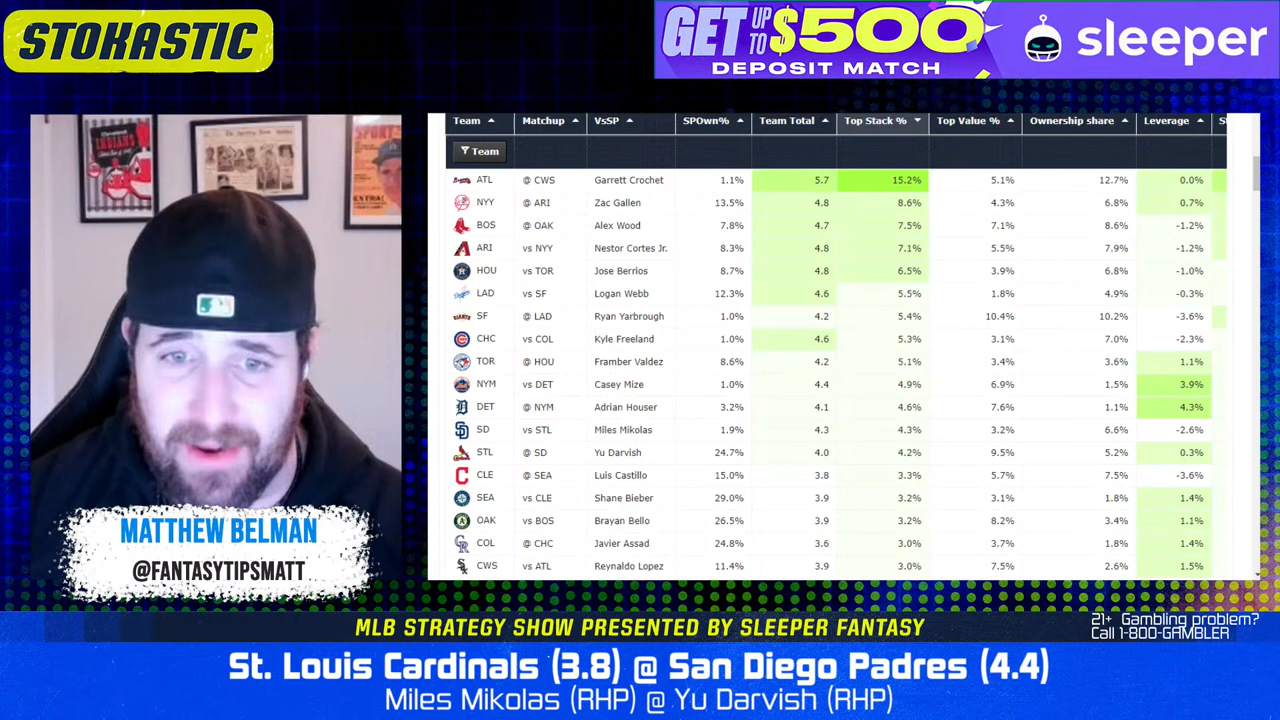 STOKASTIC
GET UP TO $500
DEPOSIT MATCH
sleeper
Team Matchup VsSP SPOwn% Team Total Top Stack % Top Value % Ownership share Leverage
Team
ATL @ CWS Garrett Crochet 1.1% 5.7 15.2% 5.1% 12.7% 0.0%
NYY @ ARI Zac Gallen 13.5% 4.8 8.6% 4.3% 6.8% 0.7%
BOS @ OAK Alex Wood 7.8% 4.7 7.5% 7.1% 8.6% -1.2%
ARI vs NYY Nestor Cortes Jr. 8.3% 4.8 7.1% 5.5% 7.9% -1.2%
HOU vs TOR Jose Berrios 8.7% 4.8 6.5% 3.9% 6.8% -1.0%
LAD vs SF Logan Webb 12.3% 4.6 5.5% 1.8% 4.9% -0.3%
SF @ LAD Ryan Yarbrough 1.0% 4.2 5.4% 10.4% 10.2% -3.6%
CHC vs COL Kyle Freeland 1.0% 4.6 5.3% 3.1% 7.0% -2.3%
TOR @ HOU Framber Valdez 8.6% 4.2 5.1% 3.4% 3.6% 1.1%
NYM vs DET Casey Mize 1.0% 4.4 4.9% 6.9% 1.5% 3.9%
DET @ NYM Adrian Houser 3.2% 4.1 4.6% 7.6% 1.1% 4.3%
SD vs STL Miles Mikolas 1.9% 4.3 4.3% 3.2% 6.6% -2.6%
STL @ SD Yu Darvish 24.7% 4.0 4.2% 9.5% 5.2% 0.3%
CLE @ SEA Luis Castillo 15.0% 3.8 3.3% 5.7% 7.5% -3.6%
SEA vs CLE Shane Bieber 29.0% 3.9 3.2% 3.1% 1.8% 1.4%
OAK vs BOS Brayan Bello 26.5% 3.9 3.2% 8.2% 3.4% 1.1%
COL @ CHC Javier Assad 24.8% 3.6 3.0% 3.7% 1.8% 1.4%
CWS vs ATL Reynaldo Lopez 11.4% 3.9 3.0% 7.5% 2.6% 1.5%
INDIANS
MATTHEW BELMAN
@FANTASYTIPSMATT
MLB STRATEGY SHOW PRESENTED BY SLEEPER FANTASY
21+ Gambling problem?
Call 1-800-GAMBLER
St. Louis Cardinals (3.8) @ San Diego Padres (4.4)
Miles Mikolas (RHP) @ Yu Darvish (RHP)